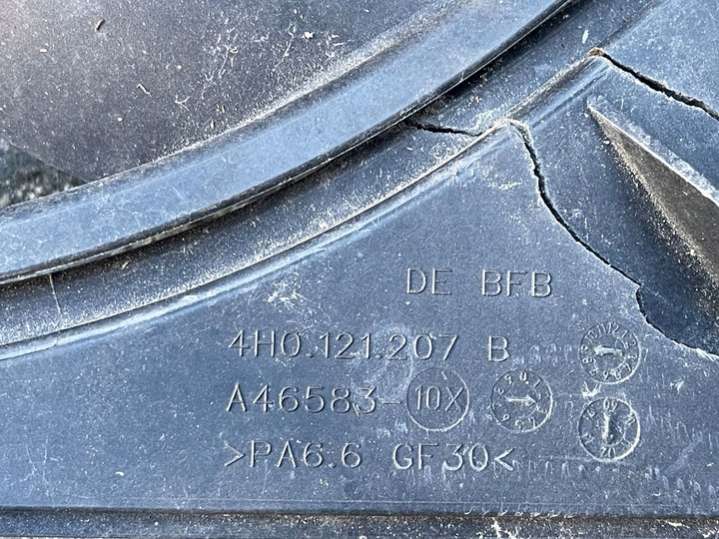 DE BFB
4H0.121.207 B
A46583-10X
>PA6.6 GF30<